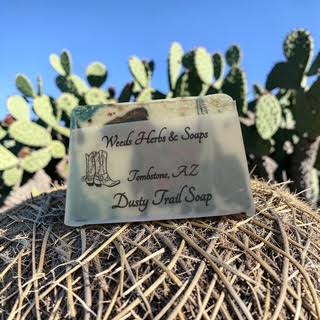 Weeds Herbs & Soaps
Tombstone, AZ
Dusty Trail Soap